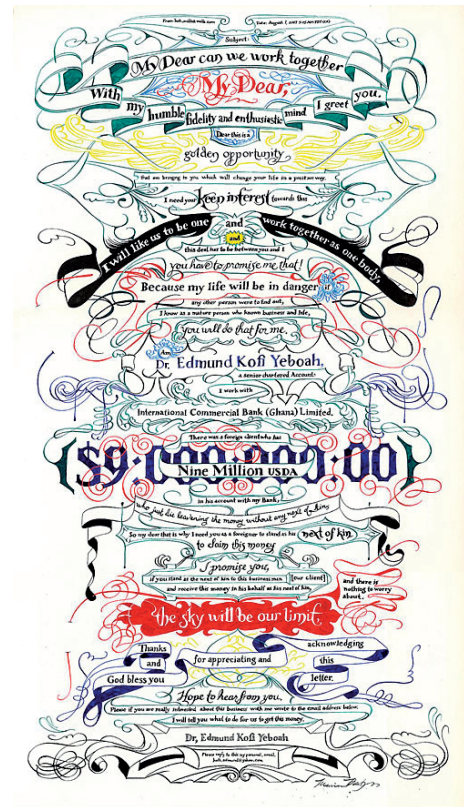 Subject:
My Dear can we work together
My Dear,
With my humble fidelity and enthusiastic mind I greet you.
Dear this is a
golden opportunity
that am bringing to you which will change your life in a positive way.
I need your keen interest towards this
I will like us to be one and work together as one body,
and
this deal has to be between you and I
you have to promise me that!
Because my life will be in danger if
any other person were to find out,
I know as a mature person who known business and life,
you will do that for me.
Am
Dr. Edmund Kofi Yeboah.
a senior chartered Account:
I work with
International Commercial Bank (Ghana) Limited.
There was a foreign client who has
{$9:000:000:00}
Nine Million USDA
in his account with my Bank,
who just die leavening the money without any next of kins
So my dear that is why I need you as a foreigner to stand as his next of kin
to claim this money
I promise you,
if you stand as the next of kin to this business man [our client]
and receive this money in his behalf as his next of kin,
and there is
nothing to worry
about.
the sky will be our limit.
Thanks for appreciating and acknowledging this letter.
and
God bless you
Hope to hear from you.
Please if you are really interested about this business with me write to the email address below.
I will tell you what to do for us to get this money.
Dr, Edmund Kofi Yeboah